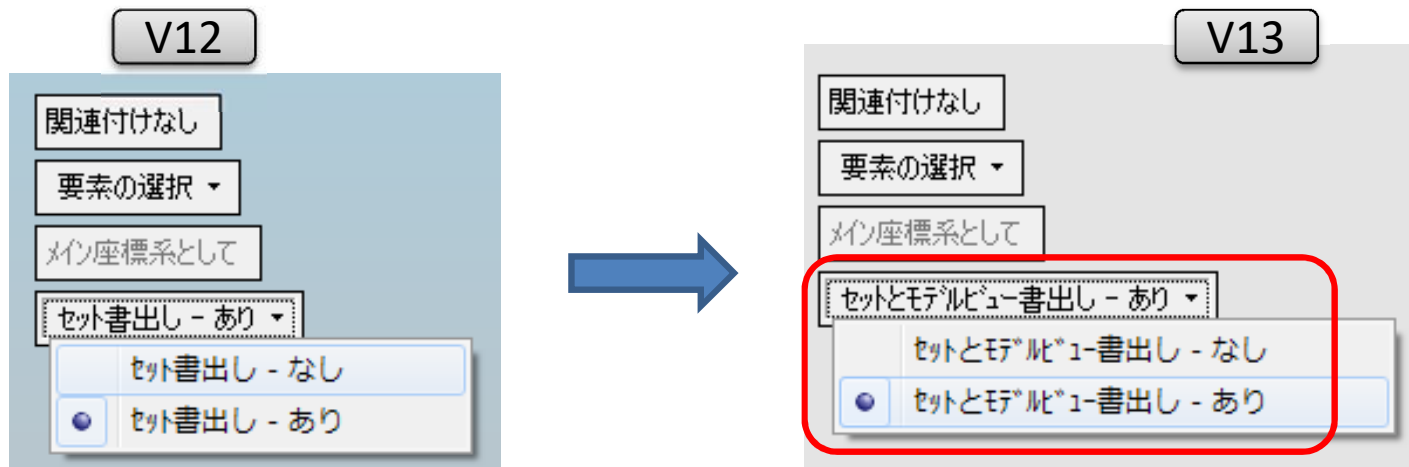 V12
関連付けなし
要素の選択
メイン座標系として
セット書出し - あり
ｾｯﾄ書出し - なし
ｾｯﾄ書出し - あり
V13
関連付けなし
要素の選択
メイン座標系として
ｾｯﾄとﾓﾃﾞﾙﾋﾞｭｰ書出し - あり
ｾｯﾄとﾓﾃﾞﾙﾋﾞｭｰ書出し - なし
ｾｯﾄとﾓﾃﾞﾙﾋﾞｭｰ書出し - あり